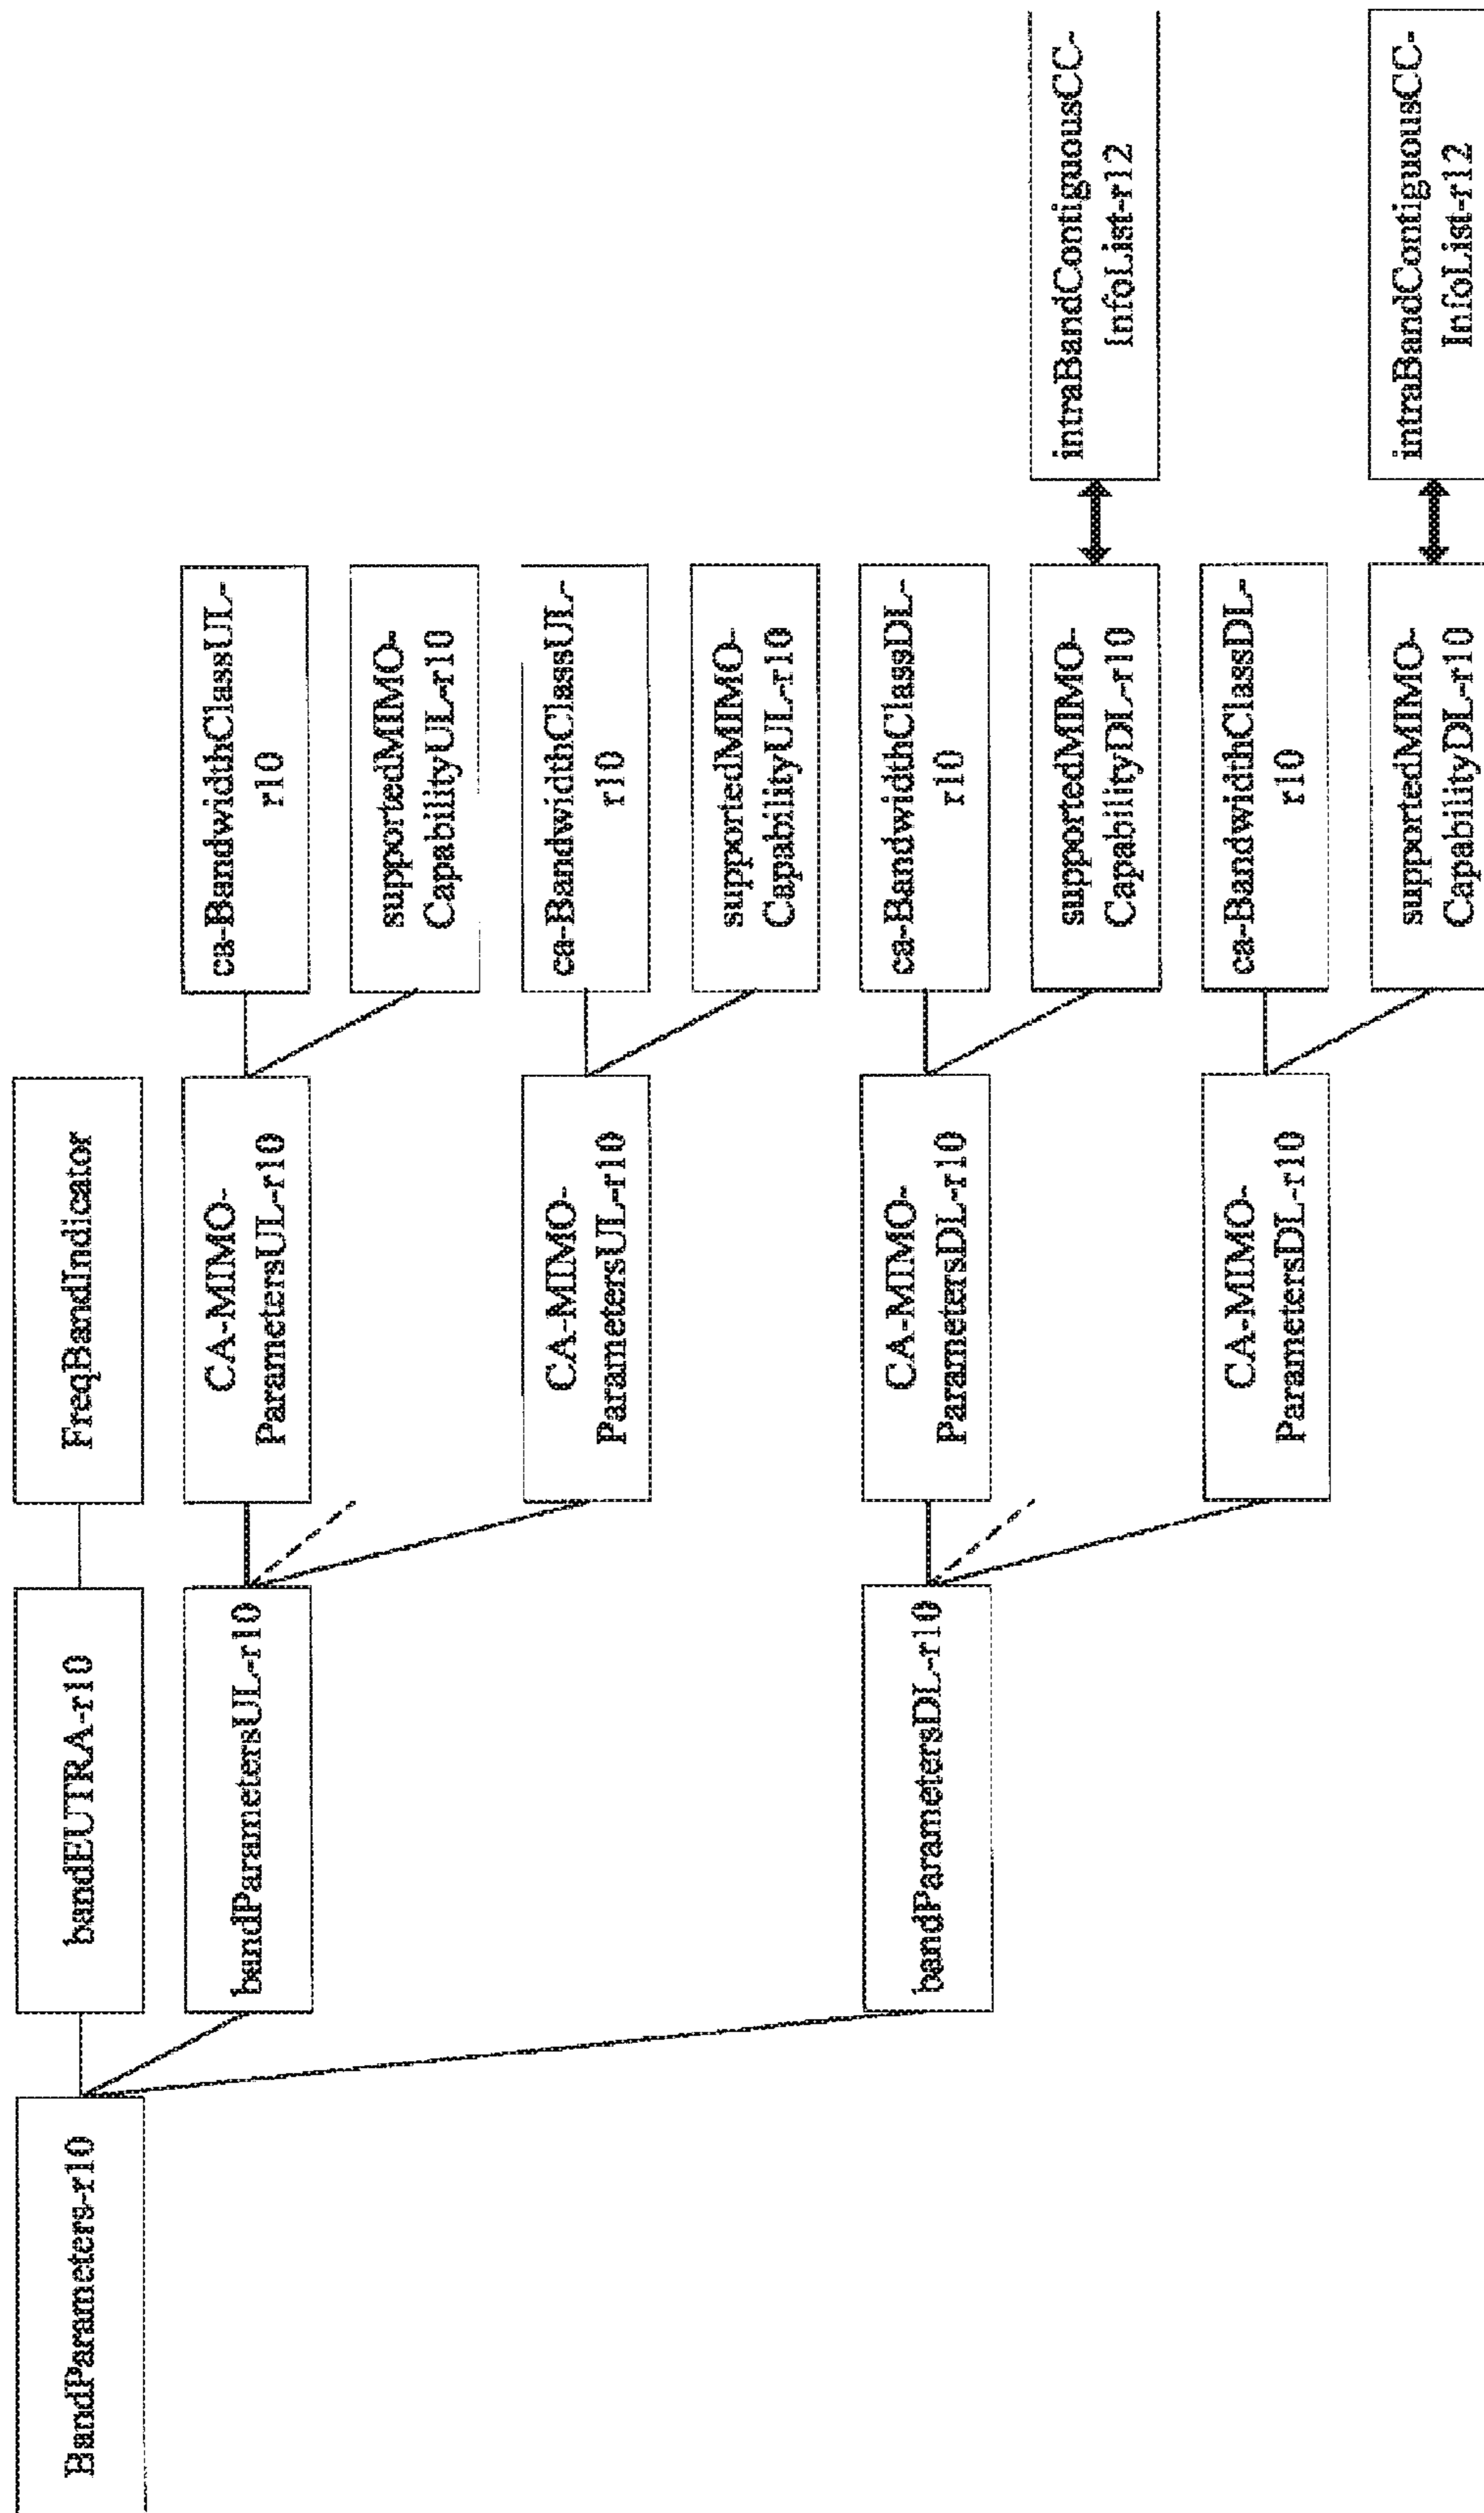 BandParameters-r10
bandEUTRA-r10
FreqBandIndicator
bandParametersUL-r10
CA-MIMO-
ParametersUL-r10
ca-BandwidthClassUL-
r10
supportedMIMO-
CapabilityUL-r10
CA-MIMO-
ParametersUL-r10
ca-BandwidthClassUL-
r10
supportedMIMO-
CapabilityUL-r10
bandParametersDL-r10
CA-MIMO-
ParametersDL-r10
ca-BandwidthClassDL-
r10
supportedMIMO-
CapabilityDL-r10
intraBandContiguousCC-
InfoList-r12
CA-MIMO-
ParametersDL-r10
ca-BandwidthClassDL-
r10
supportedMIMO-
CapabilityDL-r10
intraBandContiguousCC-
InfoList-r12